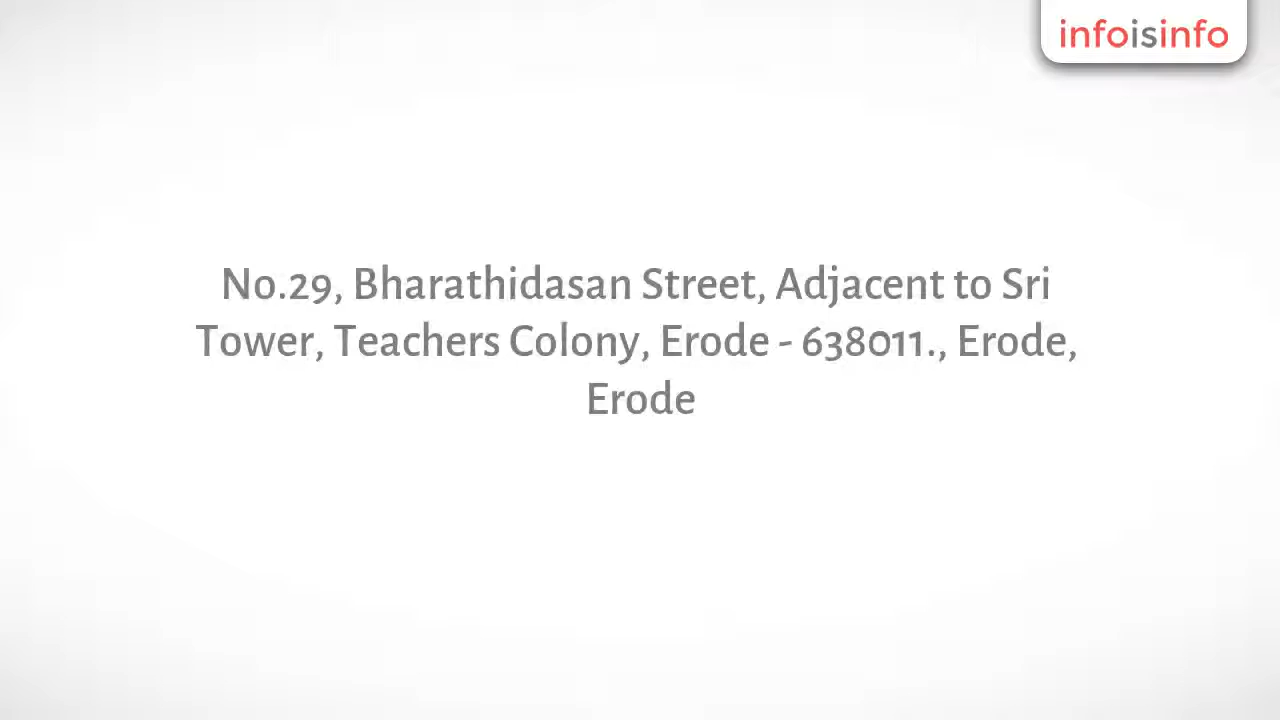 infoisinfo
No.29, Bharathidasan Street, Adjacent to Sri
Tower, Teachers Colony, Erode - 638011., Erode,
Erode